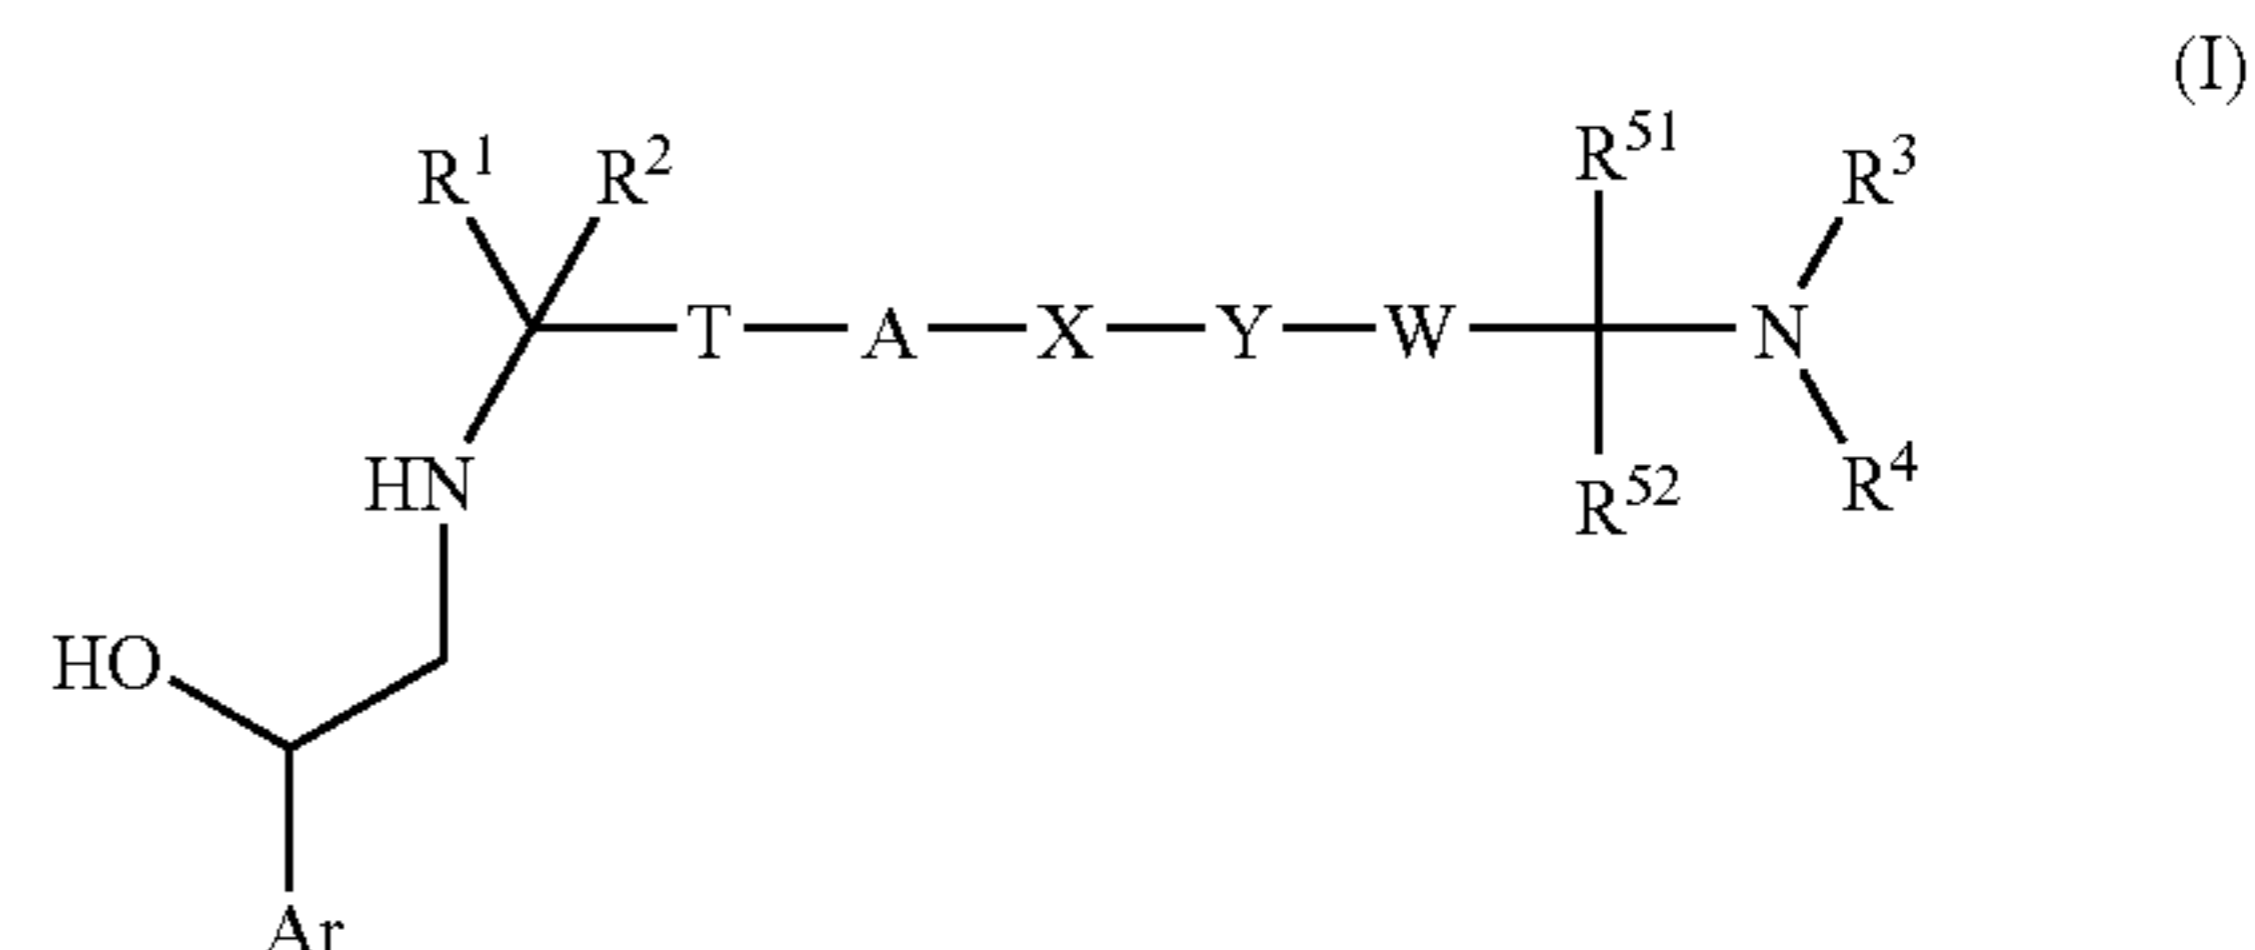 (I)
R¹ R² R⁵¹ R³
T A X Y W N
HN R⁵² R⁴
HO
Ar